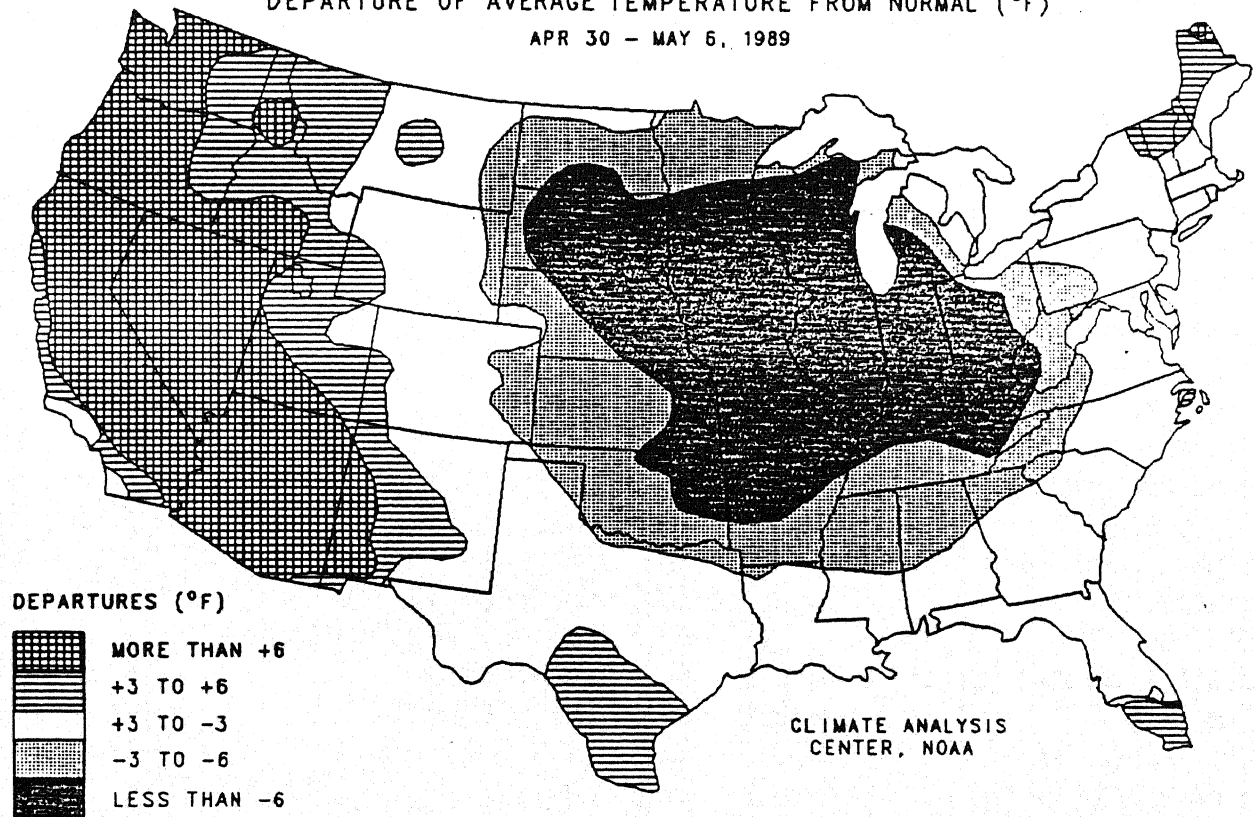 DEPARTURE OF AVERAGE TEMPERATURE FROM NORMAL (°F)
APR 30 – MAY 6, 1989
DEPARTURES (°F)
MORE THAN +6
+3 TO +6
+3 TO -3
-3 TO -6
LESS THAN -6
CLIMATE ANALYSIS
CENTER, NOAA